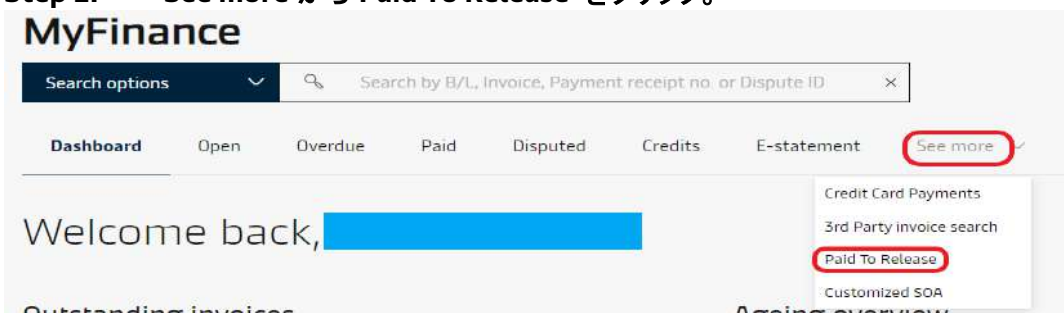 Step 2. See more から Paid To Release をクリック。
MyFinance
Search options Search by B/L, Invoice, Payment receipt no. or Dispute ID ×
Dashboard Open Overdue Paid Disputed Credits E-statement See more
Credit Card Payments
Welcome back,
3rd Party invoice search
Paid To Release
Customized SOA
Outstanding invoices Ageing overview